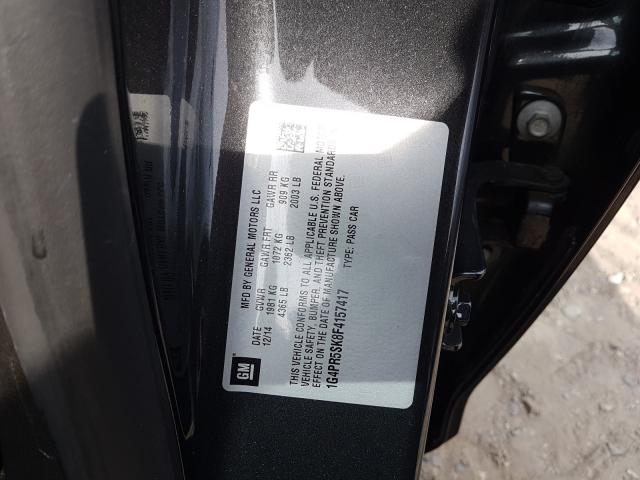 GM
MFD BY GENERAL MOTORS LLC
DATE GVWR GAWR FRT GAWR RR
12/14 1981 KG 1072 KG 909 KG
4365 LB 2362 LB 2003 LB
THIS VEHICLE CONFORMS TO ALL APPLICABLE U.S. FEDERAL MOTOR
SAFETY, BUMPER, AND THEFT PREVENTION STANDARDS
EFFECT ON THE DATE OF MANUFACTURE SHOWN ABOVE.
1G4PR5SK8F4157417 TYPE: PASS CAR